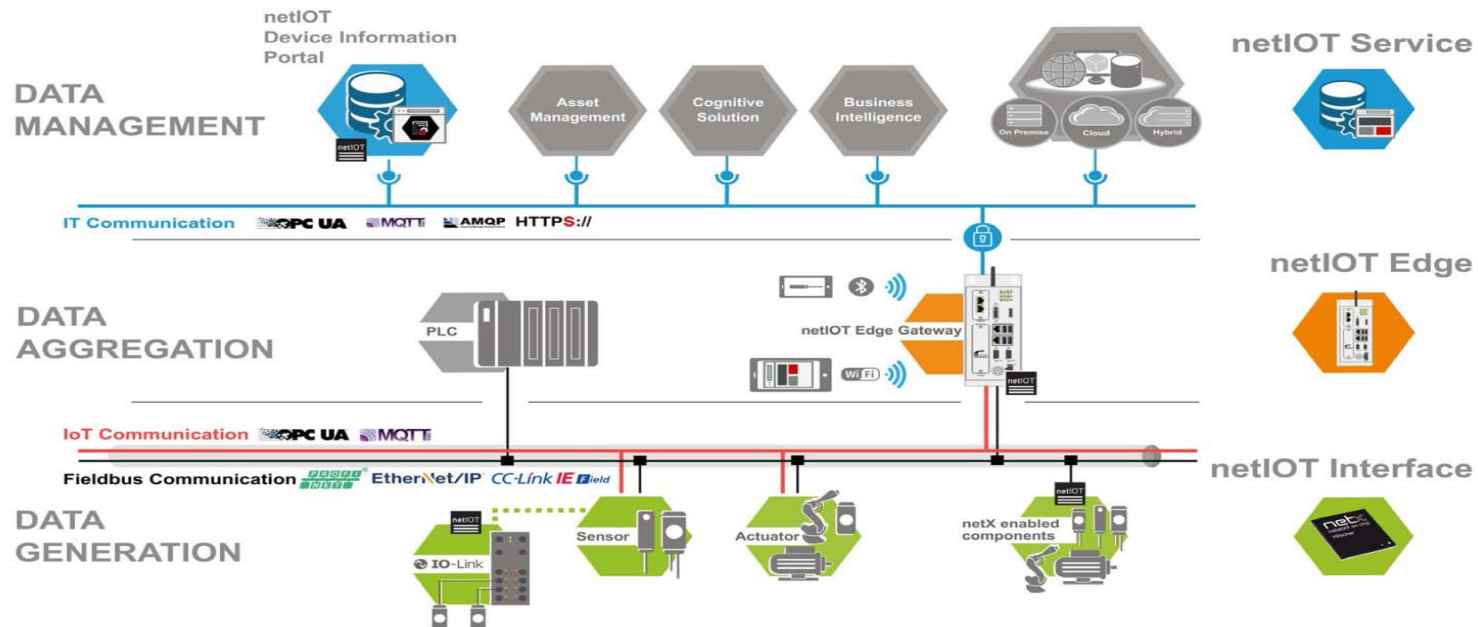 netIOT
Device Information
Portal
netIOT Service
DATA
MANAGEMENT
netIOT
Asset
Management
Cognitive
Solution
Business
Intelligence
On Premise
Cloud
Hybrid
IT Communication OPC UA MQTT AMQP HTTPS://
netIOT Edge
DATA
AGGREGATION
PLC
netIOT Edge Gateway
WiFi
netIOT
IoT Communication OPC UA MQTT
Fieldbus Communication PROFI NET EtherNet/IP CC-Link IE Field
netIOT Interface
DATA
GENERATION
netIOT
IO-Link
Sensor
Actuator
netIOT
netX enabled
components
netX